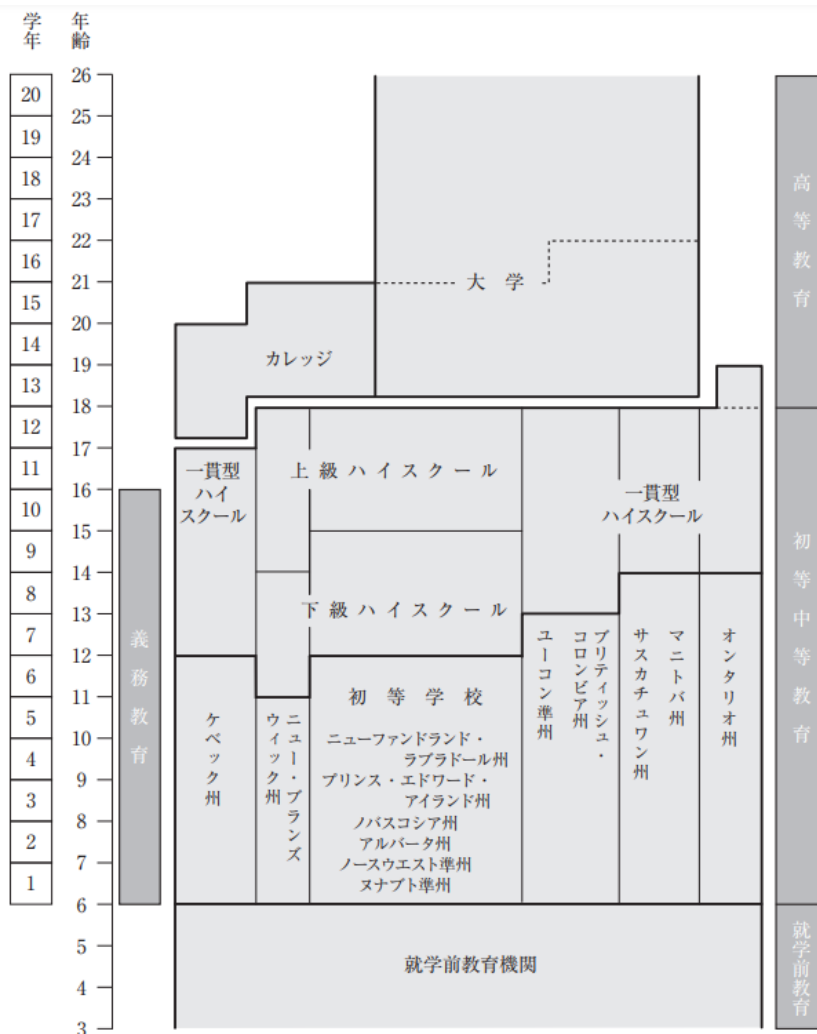 学年
年齢
20
19
18
17
16
15
14
13
12
11
10
9
8
7
6
5
4
3
2
1
26
25
24
23
22
21
20
19
18
17
16
15
14
13
12
11
10
9
8
7
6
5
4
3
義務教育
大学
カレッジ
一貫型
ハイ
スクール
上級ハイスクール
一貫型
ハイスクール
下級ハイスクール
初等学校
ケベック州
ニュー・ブランズ
ウィック州
ニューファンドランド・
ラブラドール州
プリンス・エドワード・
アイランド州
ノバスコシア州
アルバータ州
ノースウエスト準州
ヌナブト準州
ブリティッシュ・
コロンビア州
ユーコン準州
マニトバ州
サスカチュワン州
オンタリオ州
就学前教育機関
高等教育
初等中等教育
就学前教育